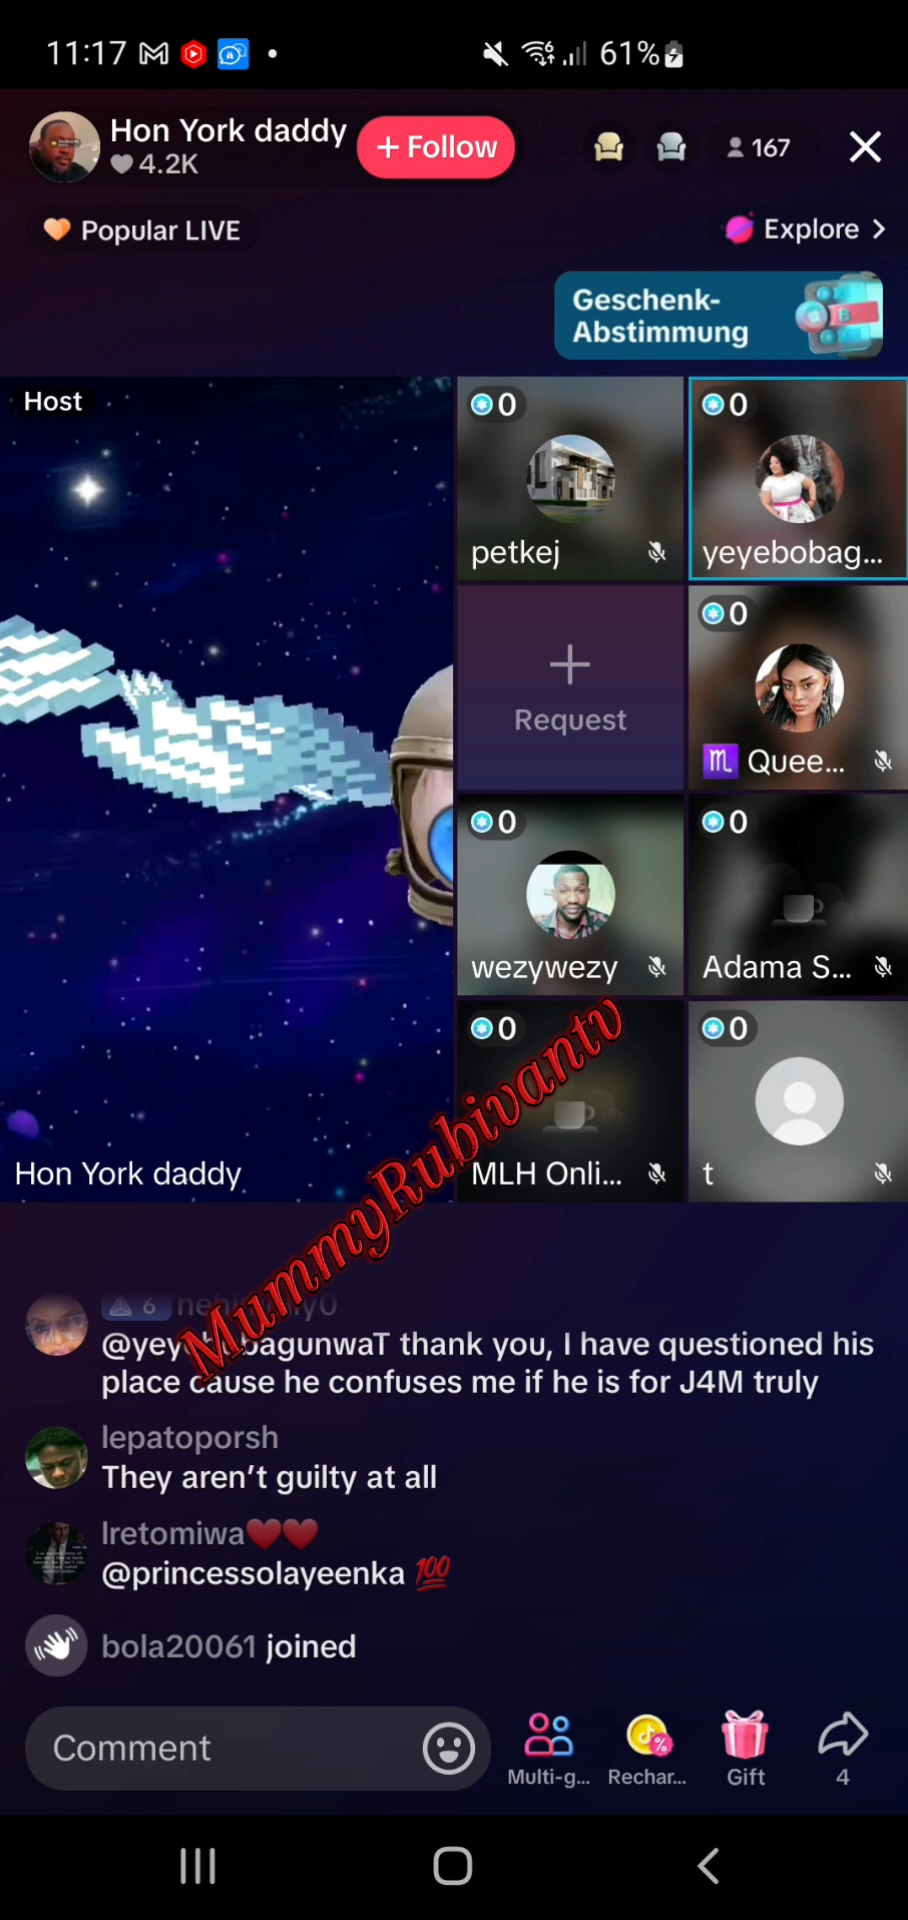 11:17
61%
Hon York daddy
4.2K
+ Follow
167
Popular LIVE
Explore >
Geschenk-
Abstimmung
Host
0
0
petkej
yeyebobag...
0
Request
Quee...
0
0
wezywezy
Adama S...
0
0
Hon York daddy
MLH Onli...
t
MummyRubivantv
6
thank you, I have questioned his
place cause he confuses me if he is for J4M truly
lepatoporsh
They aren't guilty at all
Iretomiwa❤️❤️
@princessolayeenka 💯
bola20061 joined
Comment
Multi-g...
Rechar...
Gift
4